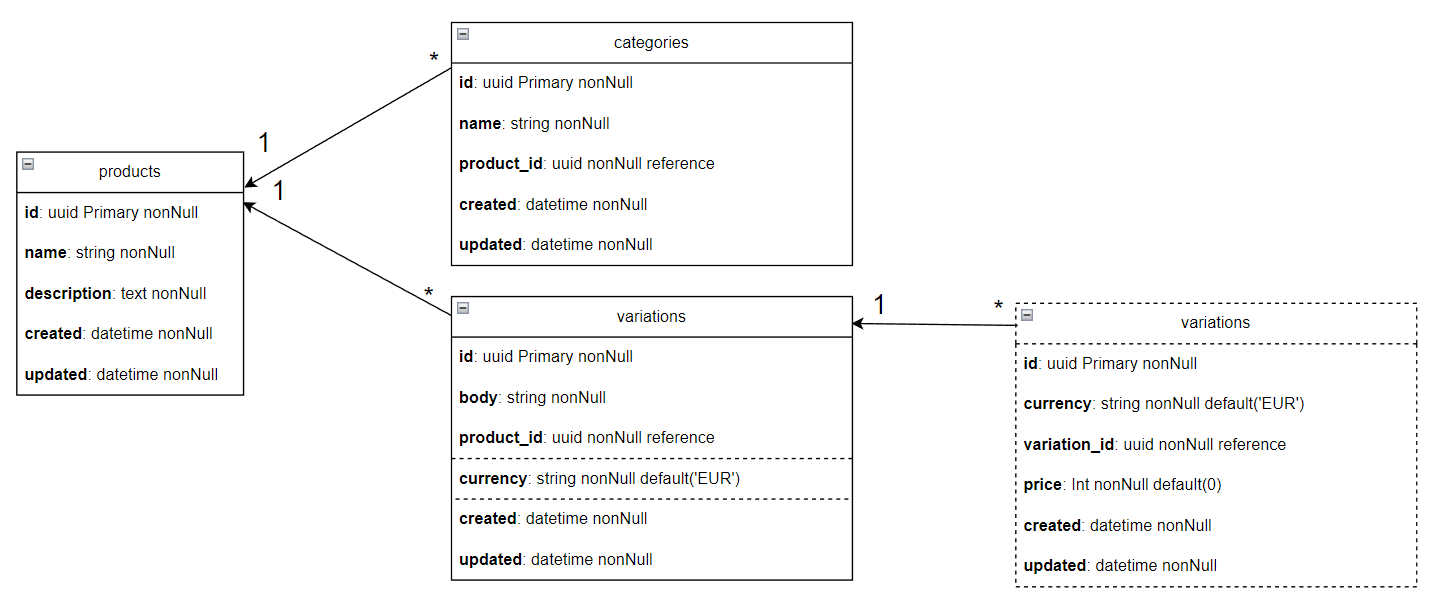 categories
*
id: uuid Primary nonNull
name: string nonNull
product_id: uuid nonNull reference
created: datetime nonNull
updated: datetime nonNull
1
1
products
id: uuid Primary nonNull
name: string nonNull
description: text nonNull
created: datetime nonNull
updated: datetime nonNull
*
variations
id: uuid Primary nonNull
body: string nonNull
product_id: uuid nonNull reference
currency: string nonNull default('EUR')
created: datetime nonNull
updated: datetime nonNull
1
*
variations
id: uuid Primary nonNull
currency: string nonNull default('EUR')
variation_id: uuid nonNull reference
price: Int nonNull default(0)
created: datetime nonNull
updated: datetime nonNull